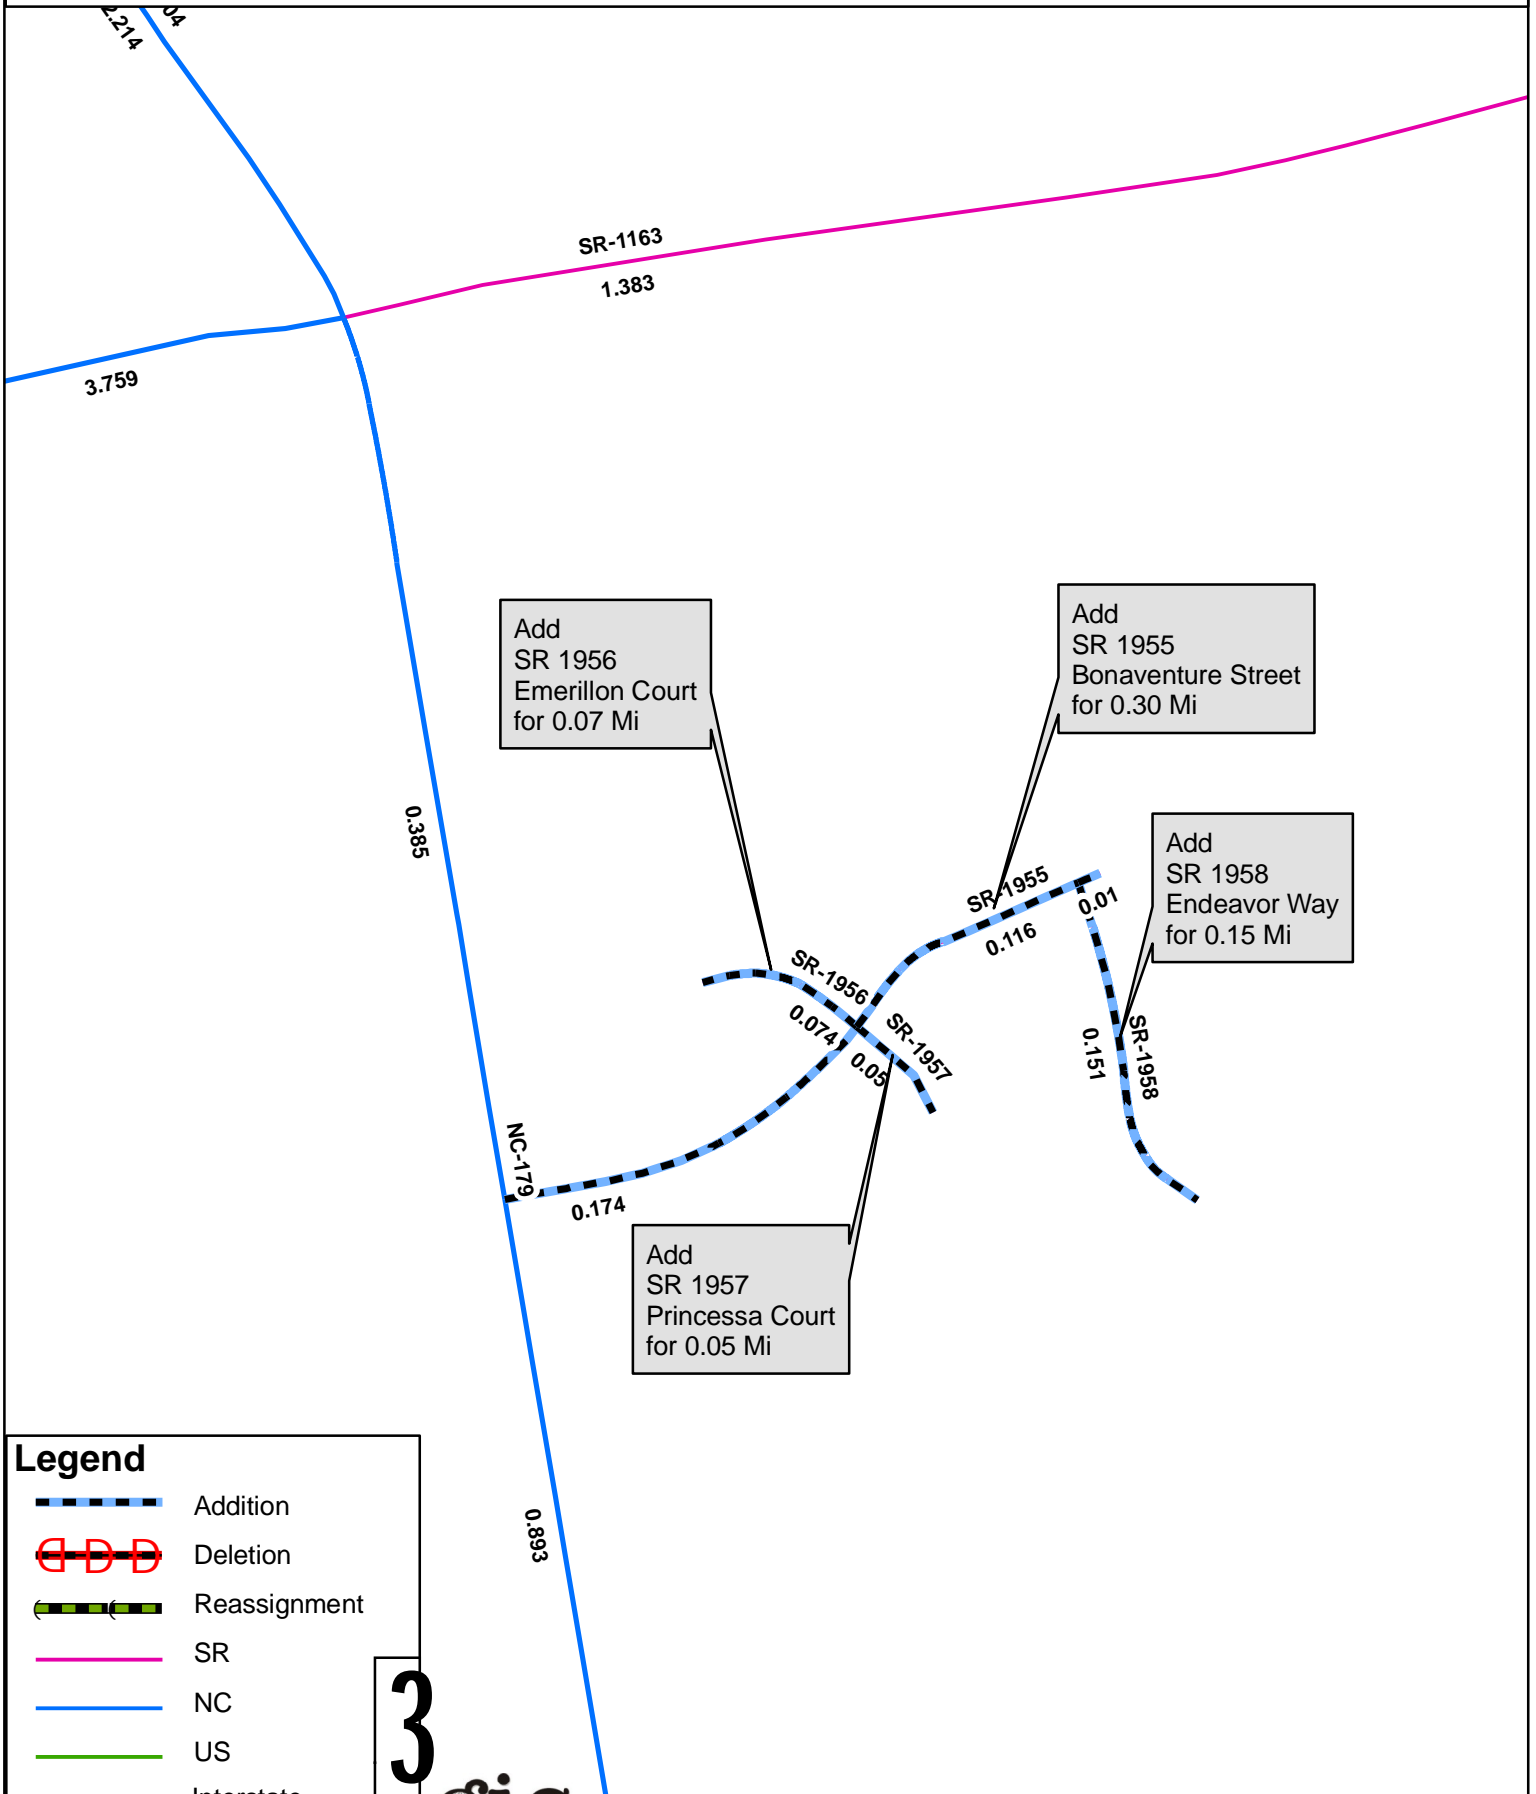 2.214
04
SR-1163
1.383
3.759
Add
SR 1956
Emerillon Court
for 0.07 Mi
Add
SR 1955
Bonaventure Street
for 0.30 Mi
0.385
Add
SR 1958
Endeavor Way
for 0.15 Mi
SR-1955
0.01
0.116
SR-1956
0.074
SR-1957
0.05
0.151
SR-1958
NC-179
0.174
Add
SR 1957
Princessa Court
for 0.05 Mi
0.893
Legend
Addition
Deletion
Reassignment
SR
NC
US
Interstate
3